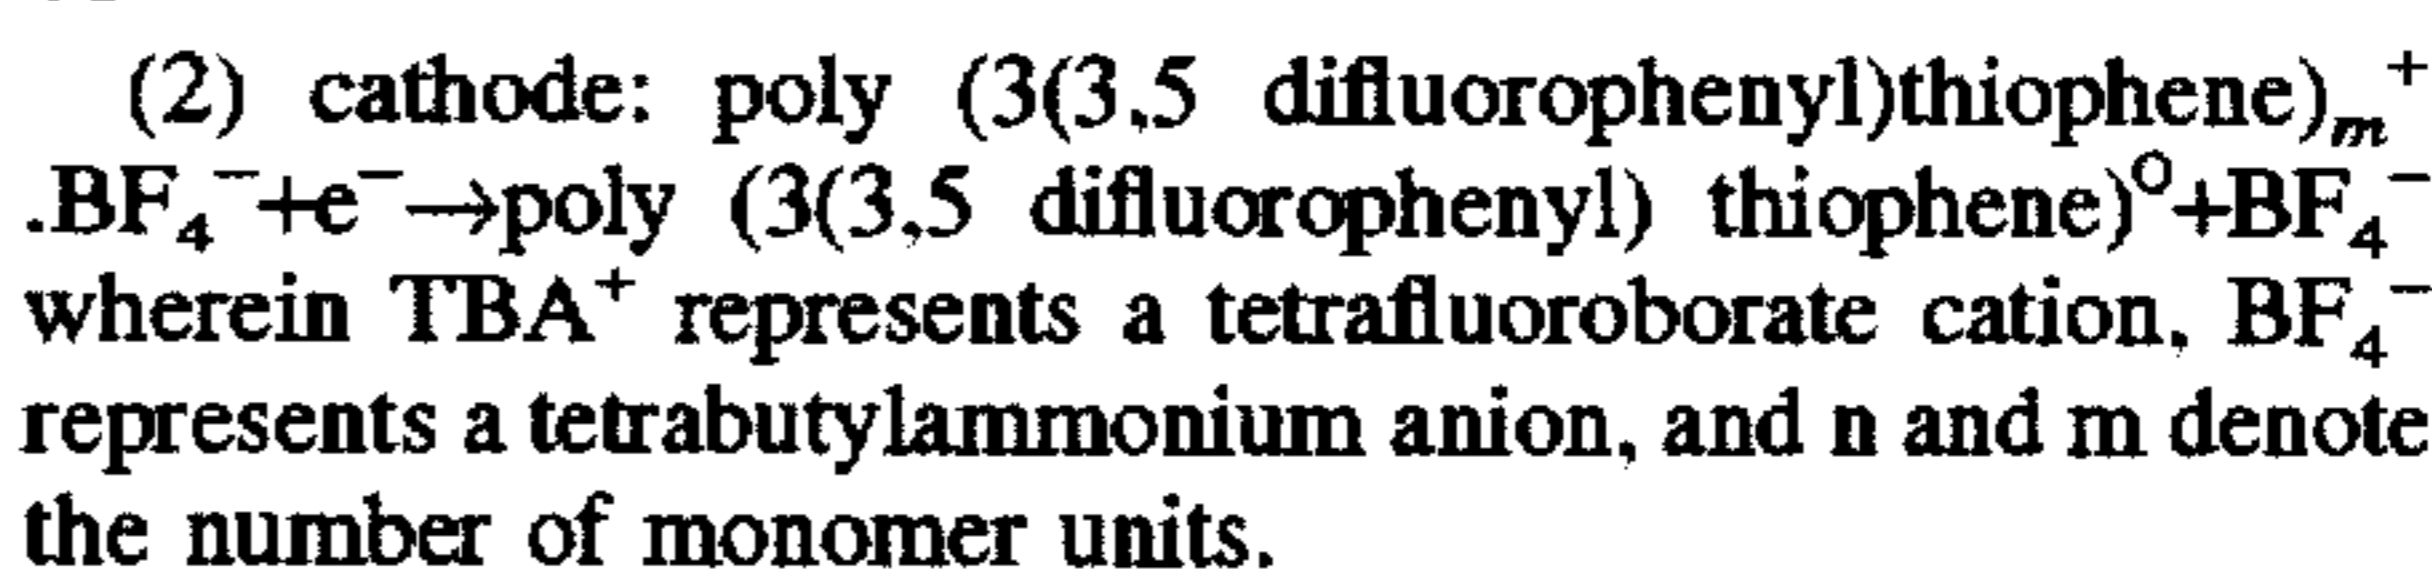 (2) cathode: poly (3(3,5 difluorophenyl)thiophene)ₘ⁺
.BF₄⁻+e⁻→poly (3(3,5 difluorophenyl) thiophene)⁰+BF₄⁻
wherein TBA⁺ represents a tetrafluoroborate cation, BF₄⁻
represents a tetrabutylammonium anion, and n and m denote
the number of monomer units.